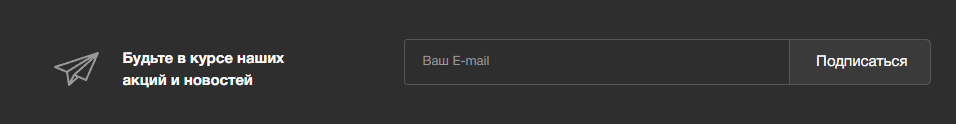 Будьте в курсе наших
акций и новостей
Ваш E-mail
Подписаться